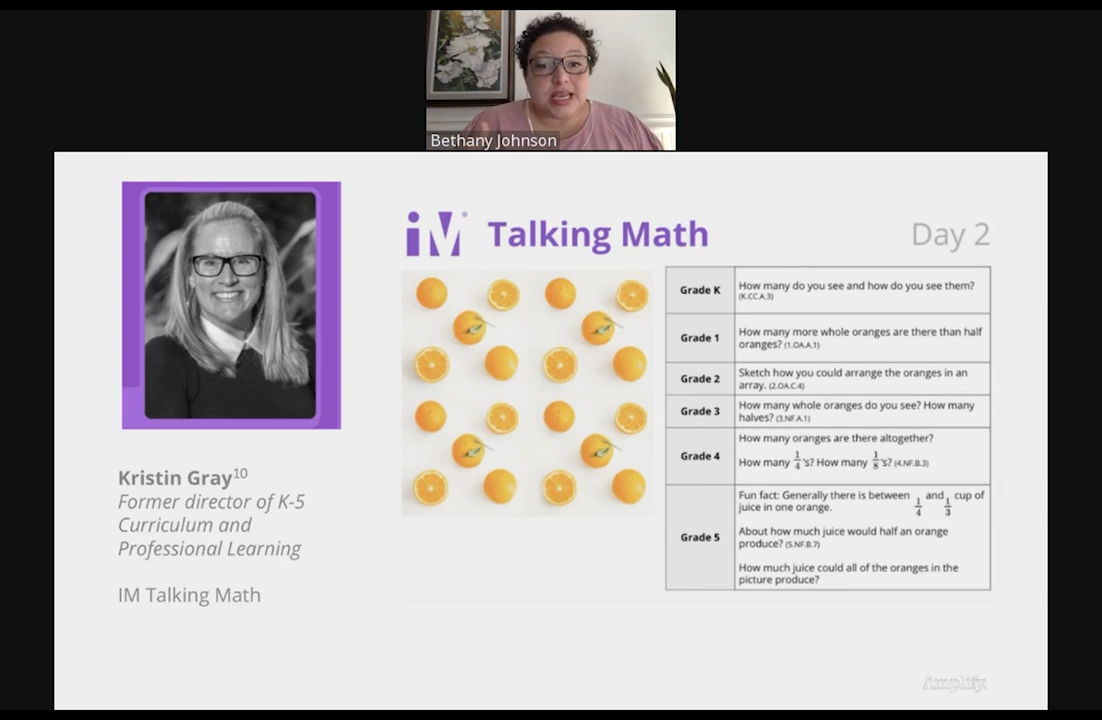 Bethany Johnson
iM Talking Math
Day 2
Grade K
How many do you see and how do you see them?
(K.CC.A.3)
Grade 1
How many more whole oranges are there than half
oranges? (1.OA.A.1)
Grade 2
Sketch how you could arrange the oranges in an
array. (2.OA.C.4)
Grade 3
How many whole oranges do you see? How many
halves? (3.NF.A.1)
Grade 4
How many oranges are there altogether?
How many 1/4's? How many 1/8's? (4.NF.B.3)
Grade 5
Fun fact: Generally there is between 1/4 and 1/3 cup of
juice in one orange.
About how much juice would half an orange
produce? (5.NF.B.7)
How much juice could all of the oranges in the
picture produce?
Kristin Gray10
Former director of K-5
Curriculum and
Professional Learning
IM Talking Math
Amplify.